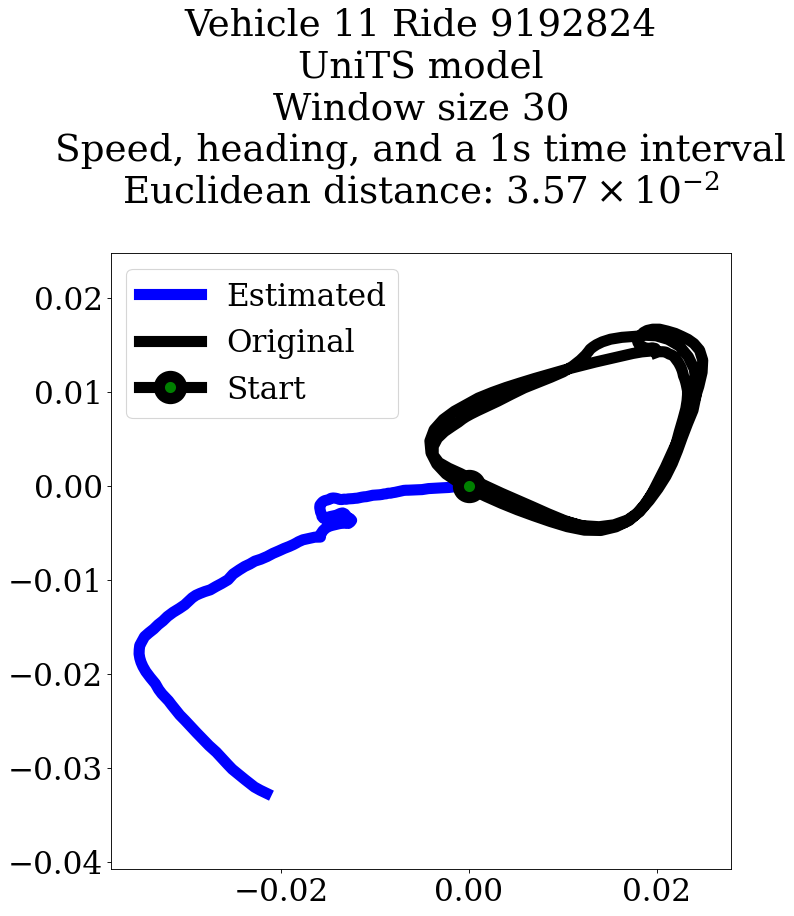 Vehicle 11 Ride 9192824
UniTS model
Window size 30
Speed, heading, and a 1s time interval
Euclidean distance: 3.57 × 10⁻²
Estimated
Original
Start
0.02
0.01
0.00
−0.01
−0.02
−0.03
−0.04
−0.02 0.00 0.02